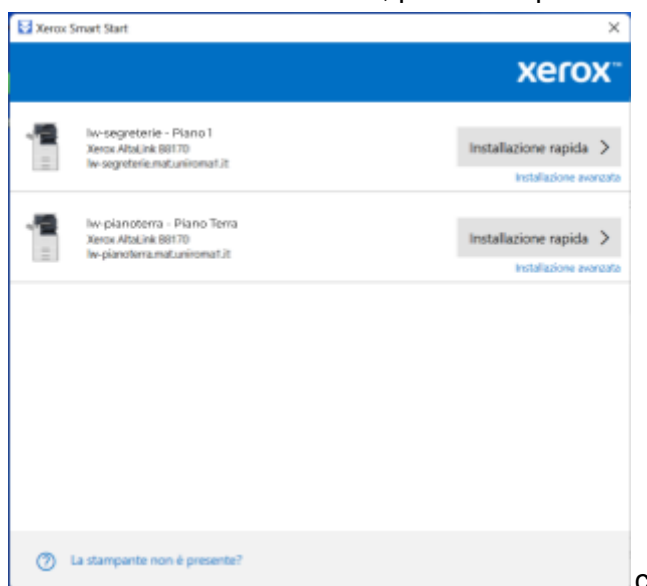 Xerox Smart Start
xerox™
lw-segreterie - Piano 1
Xerox AltaLink B8170
lw-segreterie.mat.uniroma1.it
Installazione rapida
Installazione avanzata
lw-pianoterra - Piano Terra
Xerox AltaLink B8170
lw-pianoterra.mat.uniroma1.it
Installazione rapida
Installazione avanzata
La stampante non è presente?